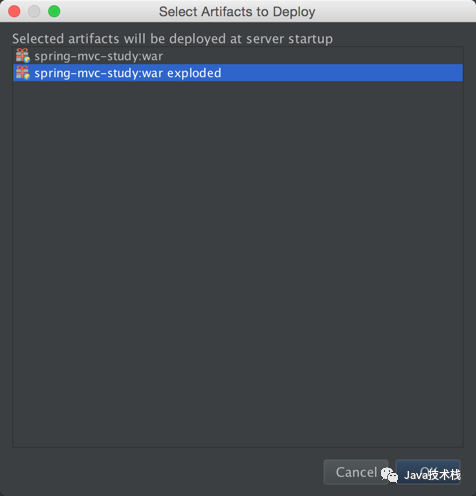 Select Artifacts to Deploy
Selected artifacts will be deployed at server startup
spring-mvc-study:war
spring-mvc-study:war exploded
Cancel
OK
Java技术栈